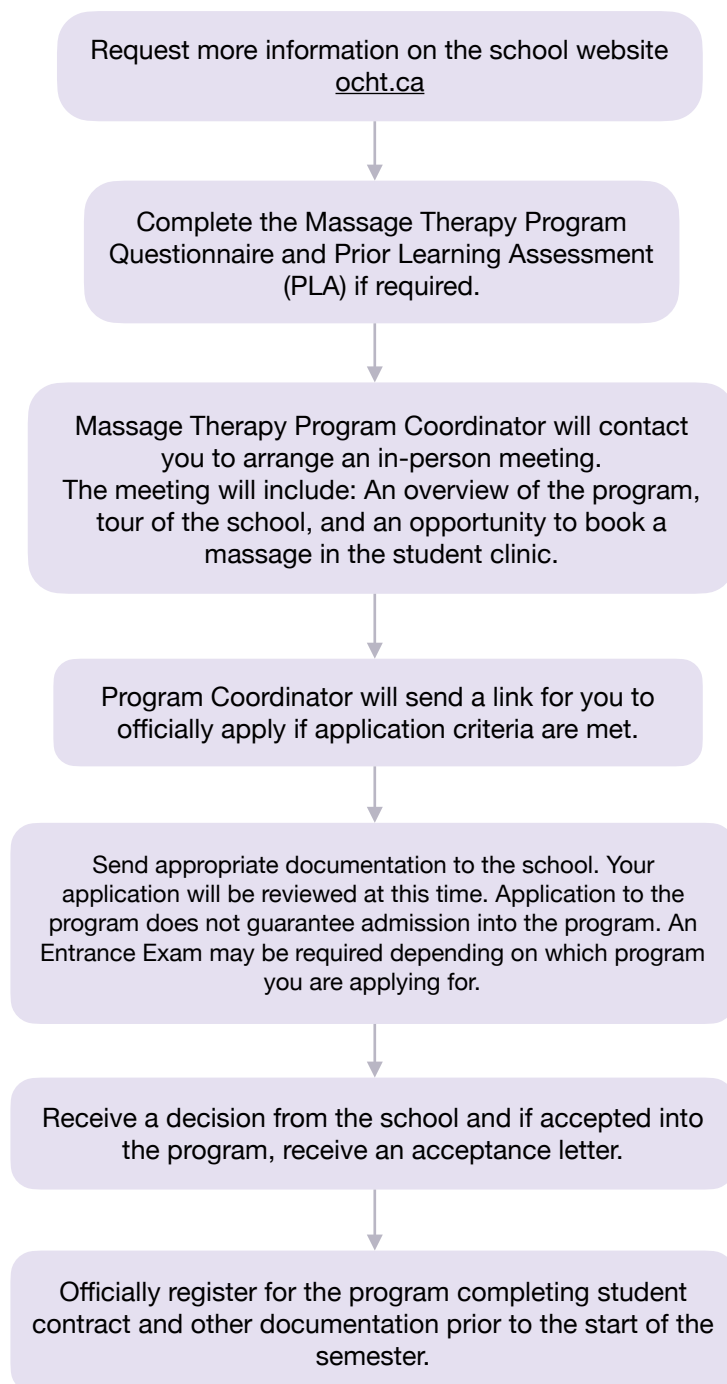 Request more information on the school website
ocht.ca
Complete the Massage Therapy Program
Questionnaire and Prior Learning Assessment
(PLA) if required.
Massage Therapy Program Coordinator will contact
you to arrange an in-person meeting.
The meeting will include: An overview of the program,
tour of the school, and an opportunity to book a
massage in the student clinic.
Program Coordinator will send a link for you to
officially apply if application criteria are met.
Send appropriate documentation to the school. Your
application will be reviewed at this time. Application to the
program does not guarantee admission into the program. An
Entrance Exam may be required depending on which program
you are applying for.
Receive a decision from the school and if accepted into
the program, receive an acceptance letter.
Officially register for the program completing student
contract and other documentation prior to the start of the
semester.